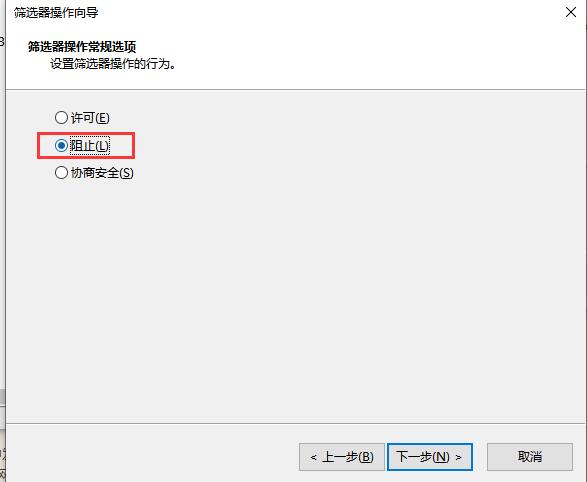 筛选器操作向导
筛选器操作常规选项
设置筛选器操作的行为。
许可(E)
阻止(L)
协商安全(S)
< 上一步(B)
下一步(N) >
取消